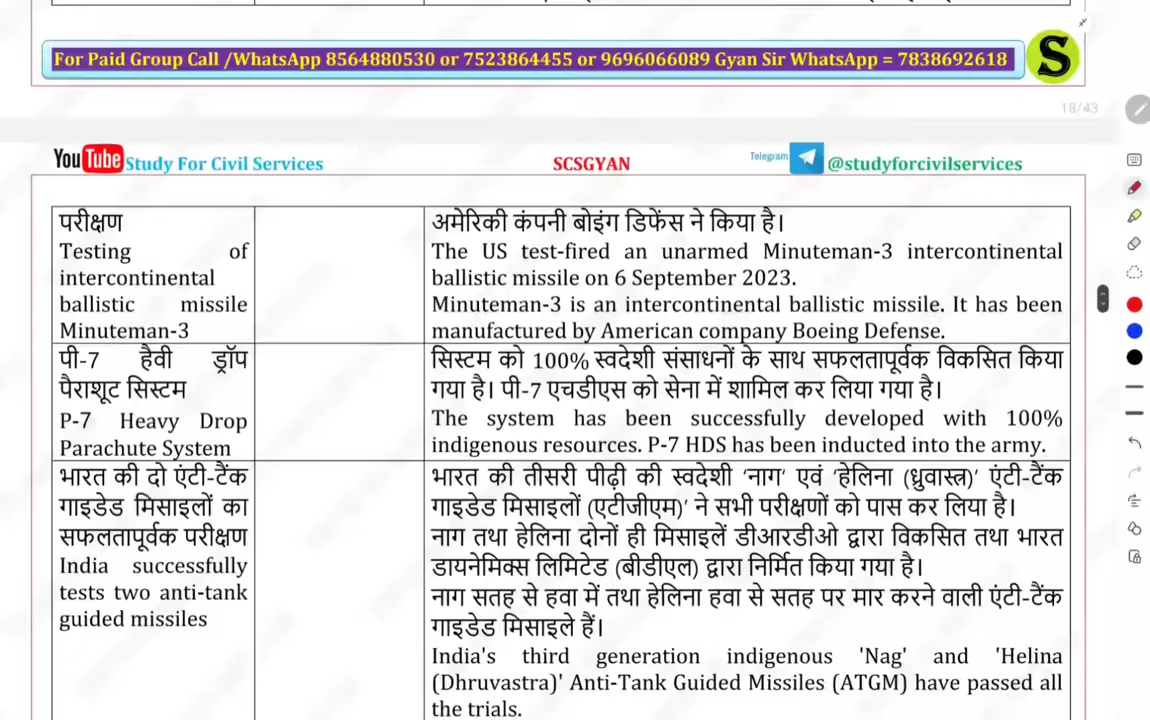 For Paid Group Call /WhatsApp 8564880530 or 7523864455 or 9696066089 Gyan Sir WhatsApp = 7838692618
S
18/43
YouTube Study For Civil Services
SCSGYAN
Telegram
@studyforcivilservices
परीक्षण
Testing of
intercontinental
ballistic missile
Minuteman-3
अमेरिकी कंपनी बोइंग डिफेंस ने किया है।
The US test-fired an unarmed Minuteman-3 intercontinental
ballistic missile on 6 September 2023.
Minuteman-3 is an intercontinental ballistic missile. It has been
manufactured by American company Boeing Defense.
पी-7 हैवी ड्रॉप
पैराशूट सिस्टम
P-7 Heavy Drop
Parachute System
सिस्टम को 100% स्वदेशी संसाधनों के साथ सफलतापूर्वक विकसित किया
गया है। पी-7 एचडीएस को सेना में शामिल कर लिया गया है।
The system has been successfully developed with 100%
indigenous resources. P-7 HDS has been inducted into the army.
भारत की दो एंटी-टैंक
गाइडेड मिसाइलों का
सफलतापूर्वक परीक्षण
India successfully
tests two anti-tank
guided missiles
भारत की तीसरी पीढ़ी की स्वदेशी ‘नाग’ एवं ‘हेलिना (ध्रुवास्त्र)’ एंटी-टैंक
गाइडेड मिसाइलों (एटीजीएम)’ ने सभी परीक्षणों को पास कर लिया है।
नाग तथा हेलिना दोनों ही मिसाइलें डीआरडीओ द्वारा विकसित तथा भारत
डायनेमिक्स लिमिटेड (बीडीएल) द्वारा निर्मित किया गया है।
नाग सतह से हवा में तथा हेलिना हवा से सतह पर मार करने वाली एंटी-टैंक
गाइडेड मिसाइले हैं।
India's third generation indigenous 'Nag' and 'Helina
(Dhruvastra)' Anti-Tank Guided Missiles (ATGM) have passed all
the trials.